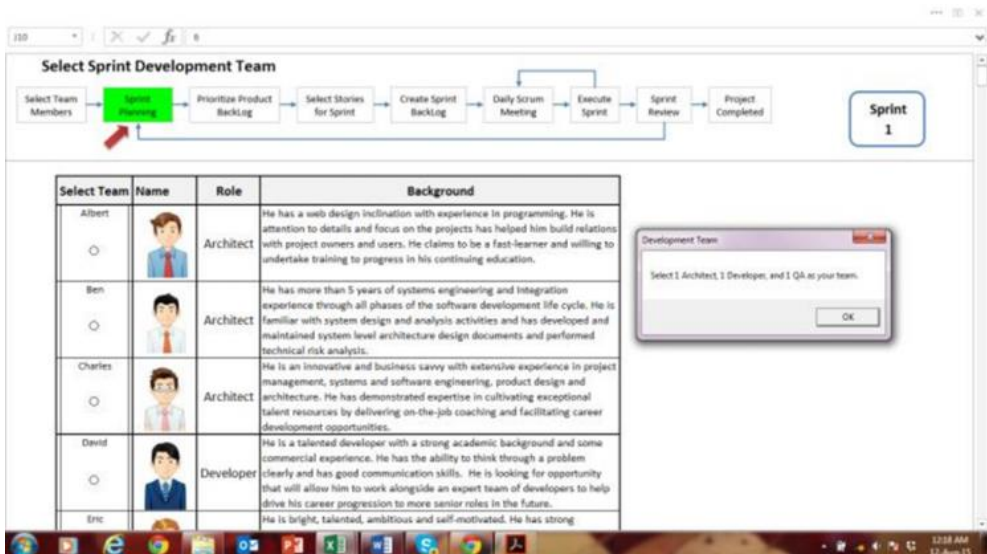 J10
fx
6
Select Sprint Development Team
Select Team
Members
Sprint
Planning
Prioritize Product
BackLog
Select Stories
for Sprint
Create Sprint
BackLog
Daily Scrum
Meeting
Execute
Sprint
Sprint
Review
Project
Completed
Sprint
1
Select Team Name Role Background
Albert
Architect
He has a web design inclination with experience in programming. He is
attention to details and focus on the projects has helped him build relations
with project owners and users. He claims to be a fast-learner and willing to
undertake training to progress in his continuing education.
Ben
Architect
He has more than 5 years of systems engineering and Integration
experience through all phases of the software development life cycle. He is
familiar with system design and analysis activities and has developed and
maintained system level architecture design documents and performed
technical risk analysis.
Charles
Architect
He is an innovative and business savvy with extensive experience in project
management, systems and software engineering, product design and
architecture. He has demonstrated expertise in cultivating exceptional
talent resources by delivering on-the-job coaching and facilitating career
development opportunities.
David
Developer
He is a talented developer with a strong academic background and some
commercial experience. He has the ability to think through a problem
clearly and has good communication skills. He is looking for opportunity
that will allow him to work alongside an expert team of developers to help
drive his career progression to more senior roles in the future.
Eric
He is bright, talented, ambitious and self-motivated. He has strong
Development Team
Select 1 Architect, 1 Developer, and 1 QA as your team.
OK
12:18 AM